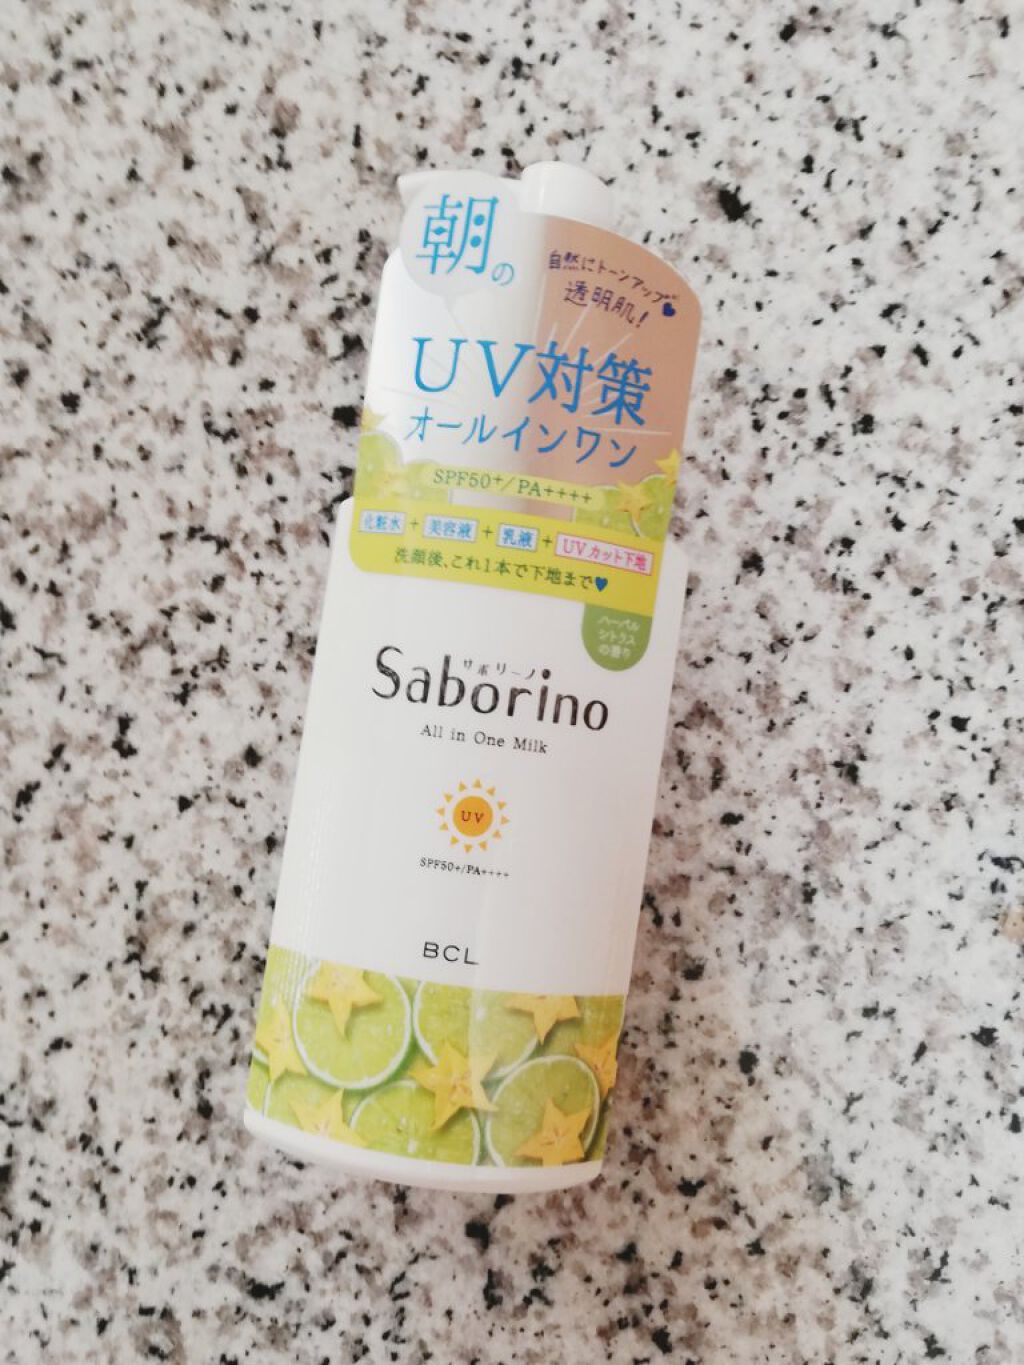 朝の
自然にトーンアップ
透明肌!
UV対策
オールインワン
SPF50+/PA++++
化粧水 + 美容液 + 乳液 + UVカット下地
洗顔後、これ1本で下地まで♥
ハーバル
シトラス
の香り
サボリーノ
Saborino
All in One Milk
UV
SPF50+/PA++++
BCL